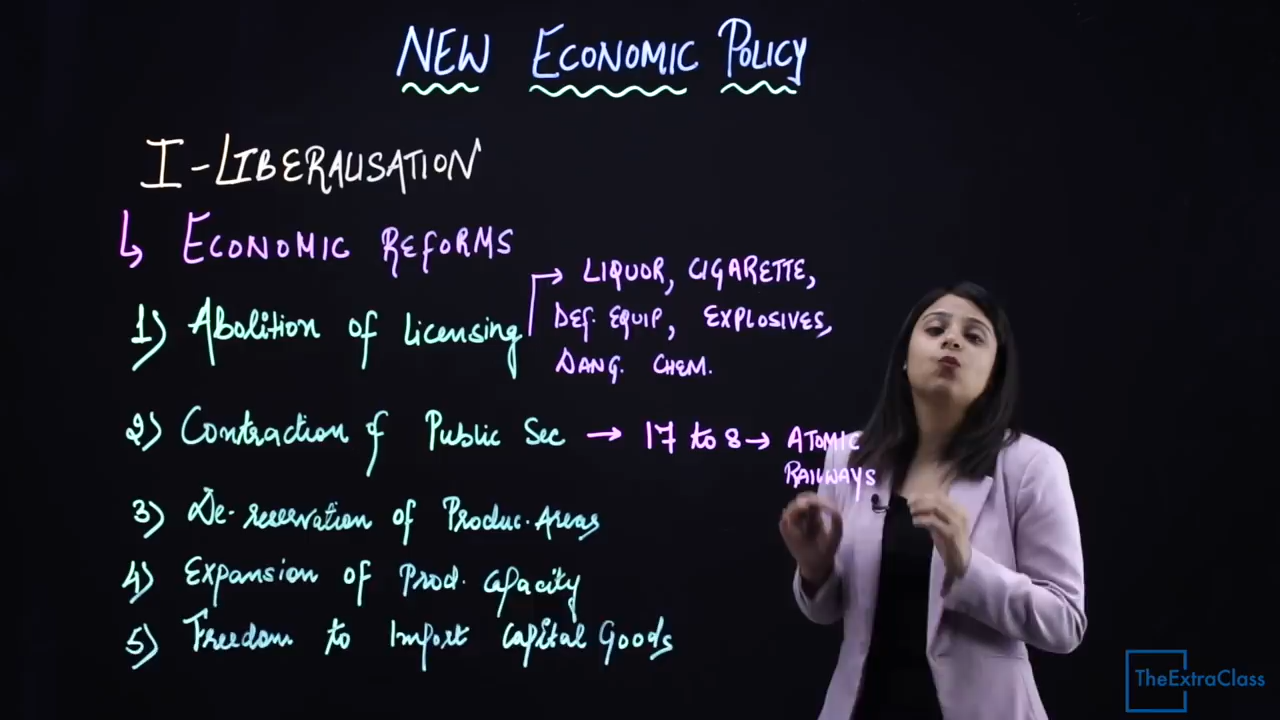 NEW ECONOMIC POLICY
I-LIBERALISATION
↳ ECONOMIC REFORMS
1) Abolition of licensing → LIQUOR, CIGARETTE,
DEF. EQUIP, EXPLOSIVES,
DANG. CHEM.
2) Contraction of Public Sec → 17 to 8 → ATOMIC
RAILWAYS
3) De-reservation of Produc. Areas
4) Expansion of Prod. Capacity
5) Freedom to Import Capital Goods
TheExtraClass